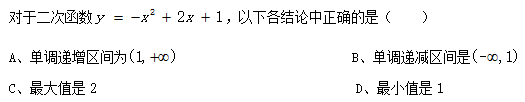 对于二次函数 y = −x² + 2x + 1，以下各结论中正确的是（　　）
A、单调递增区间为(1,+∞)　　B、单调递减区间是(−∞,1)
C、最大值是 2　　D、最小值是 1